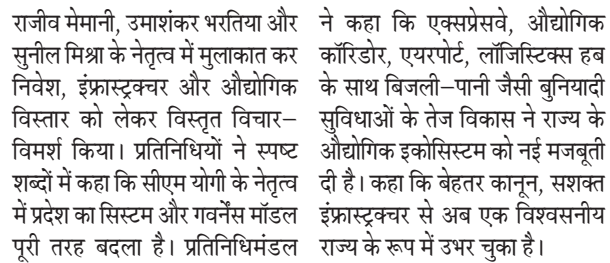 राजीव मेमानी, उमाशंकर भरतिया और
सुनील मिश्रा के नेतृत्व में मुलाकात कर
निवेश, इंफ्रास्ट्रक्चर और औद्योगिक
विस्तार को लेकर विस्तृत विचार–
विमर्श किया। प्रतिनिधियों ने स्पष्ट
शब्दों में कहा कि सीएम योगी के नेतृत्व
में प्रदेश का सिस्टम और गवर्नेंस मॉडल
पूरी तरह बदला है। प्रतिनिधिमंडल
ने कहा कि एक्सप्रेसवे, औद्योगिक
कॉरिडोर, एयरपोर्ट, लॉजिस्टिक्स हब
के साथ बिजली–पानी जैसी बुनियादी
सुविधाओं के तेज विकास ने राज्य के
औद्योगिक इकोसिस्टम को नई मजबूती
दी है। कहा कि बेहतर कानून, सशक्त
इंफ्रास्ट्रक्चर से अब एक विश्वसनीय
राज्य के रूप में उभर चुका है।